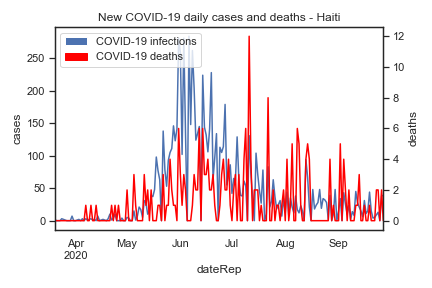 New COVID-19 daily cases and deaths - Haiti
COVID-19 infections
COVID-19 deaths
cases
250
200
150
100
50
0
deaths
12
10
8
6
4
2
0
Apr
2020
May
Jun
Jul
Aug
Sep
dateRep